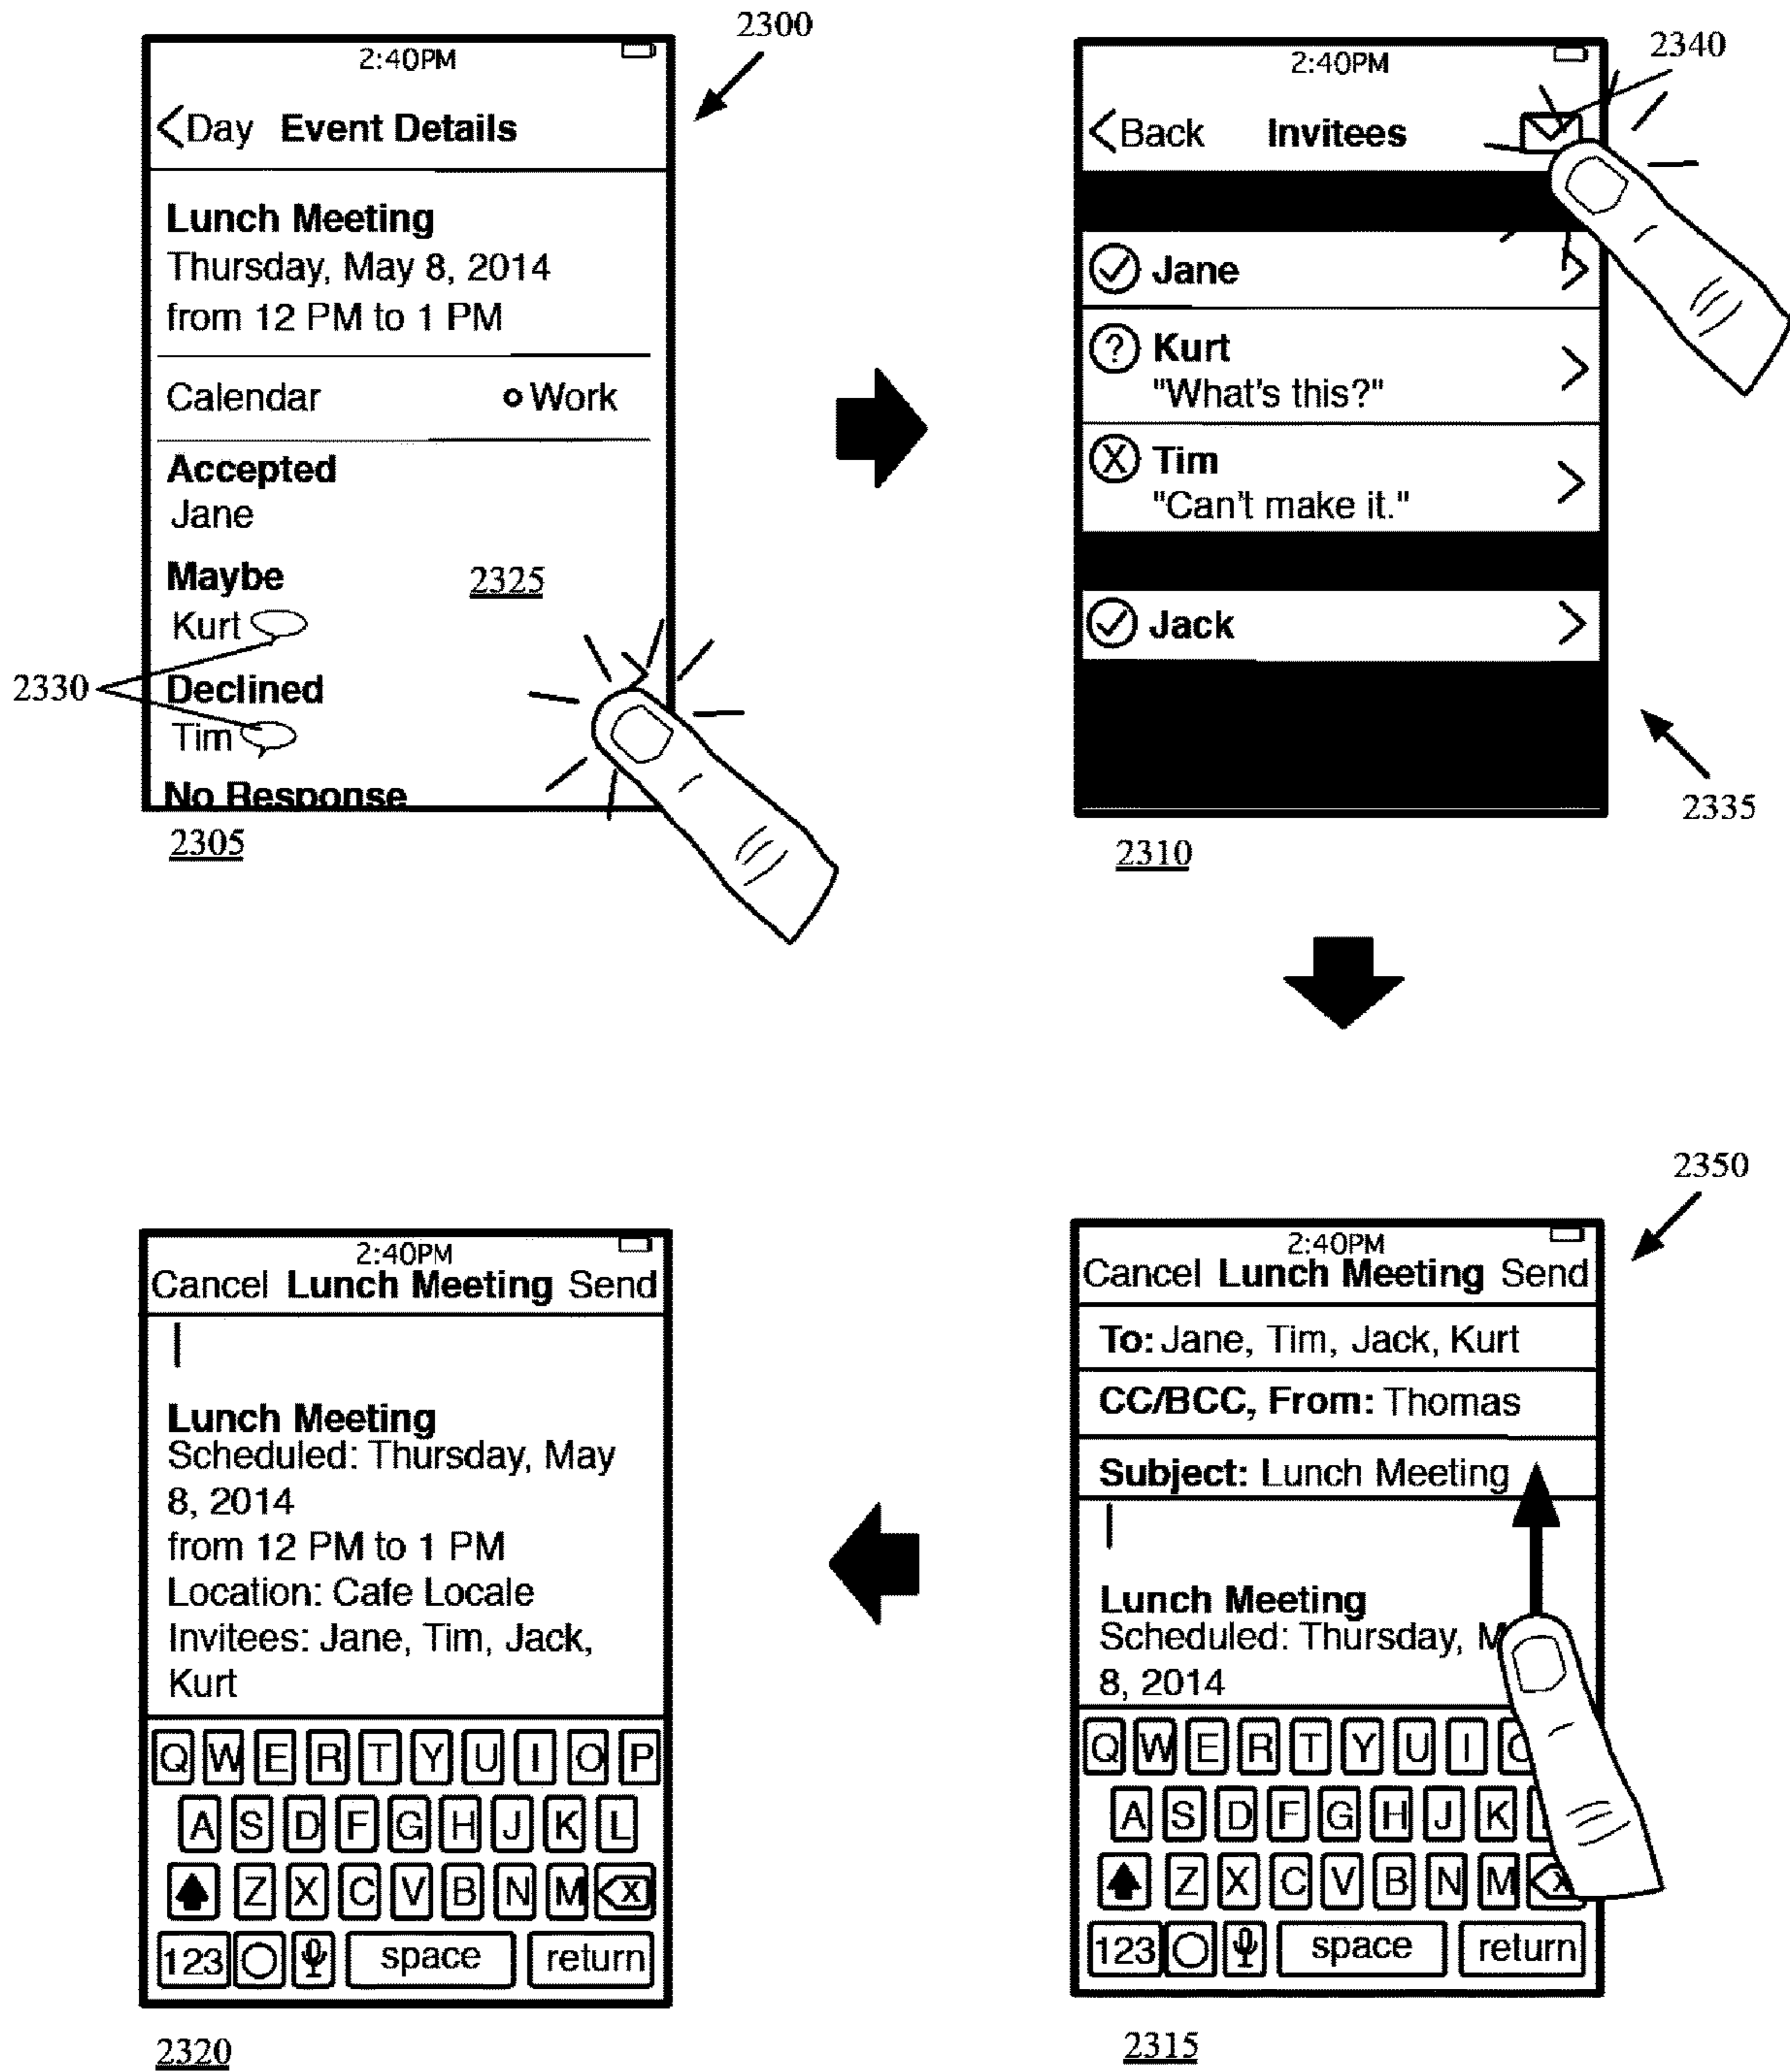 2300
2:40PM
Day Event Details
Lunch Meeting
Thursday, May 8, 2014
from 12 PM to 1 PM
Calendar Work
Accepted
Jane
Maybe
2325
Kurt
2330
Declined
Tim
No Response
2305
2340
2:40PM
Back Invitees
Jane
? Kurt
"What's this?"
X Tim
"Can't make it."
Jack
2335
2310
2350
2:40PM
Cancel Lunch Meeting Send
To: Jane, Tim, Jack, Kurt
CC/BCC, From: Thomas
Subject: Lunch Meeting
Lunch Meeting
Scheduled: Thursday, M
8, 2014
Q W E R T Y U I O
A S D F G H J K L
Z X C V B N M X
123 space return
2315
2:40PM
Cancel Lunch Meeting Send
Lunch Meeting
Scheduled: Thursday, May
8, 2014
from 12 PM to 1 PM
Location: Cafe Locale
Invitees: Jane, Tim, Jack,
Kurt
Q W E R T Y U I O P
A S D F G H J K L
Z X C V B N M X
123 space return
2320